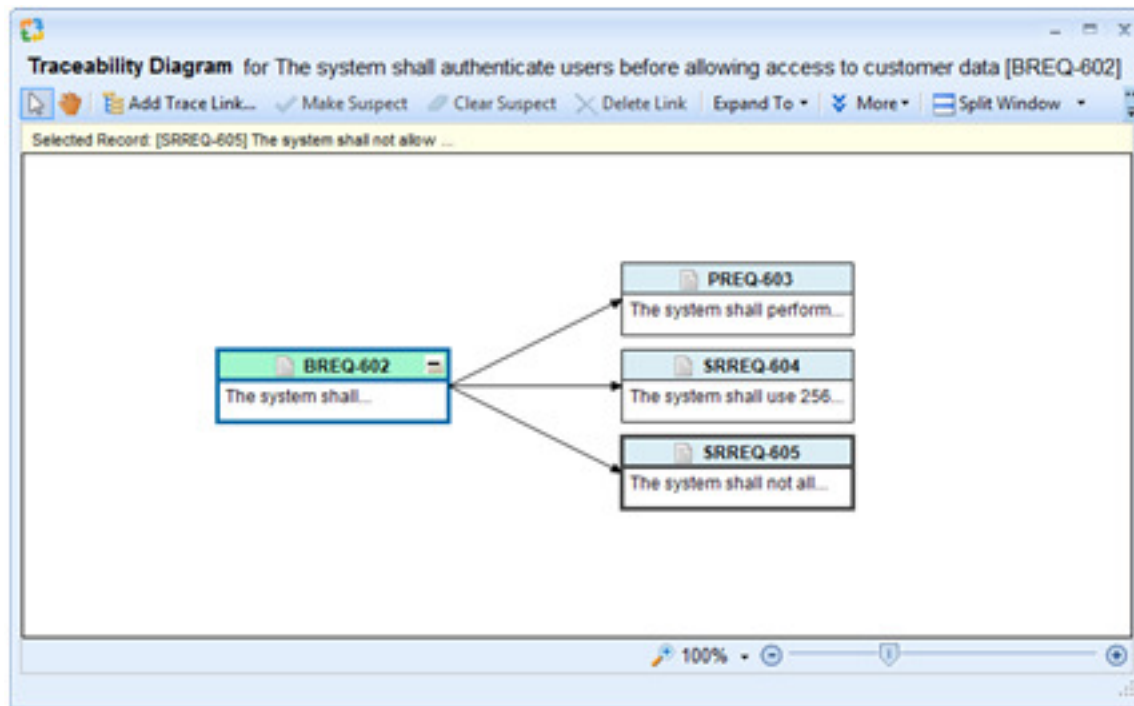 Traceability Diagram for The system shall authenticate users before allowing access to customer data [BREQ-602]
Add Trace Link... Make Suspect Clear Suspect Delete Link Expand To More Split Window
Selected Record: [SRREQ-605] The system shall not allow ...
PREQ-603
The system shall perform...
BREQ-602
The system shall...
SRREQ-604
The system shall use 256...
SRREQ-605
The system shall not all...
100%